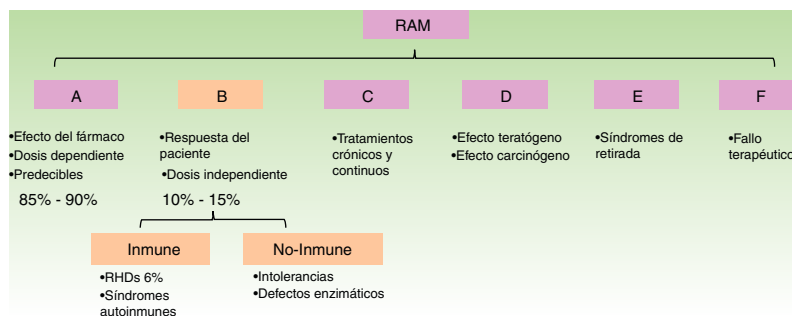 RAM
A
B
C
D
E
F
•Efecto del fármaco
•Dosis dependiente
•Predecibles
85% - 90%
•Respuesta del
paciente
•Dosis independiente
10% - 15%
•Tratamientos
crónicos y
continuos
•Efecto teratógeno
•Efecto carcinógeno
•Síndromes de
retirada
•Fallo
terapéutico
Inmune
No-Inmune
•RHDs 6%
•Síndromes
autoinmunes
•Intolerancias
•Defectos enzimáticos